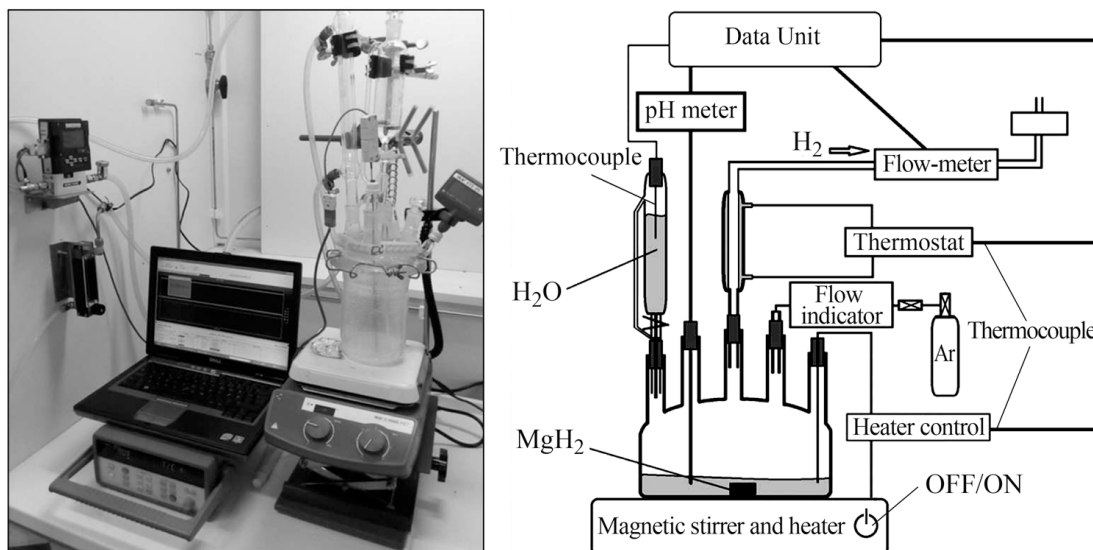 Data Unit
pH meter
H₂
Thermocouple
Flow-meter
Thermostat
H₂O
Flow
indicator
Thermocouple
Ar
MgH₂
Heater control
OFF/ON
Magnetic stirrer and heater